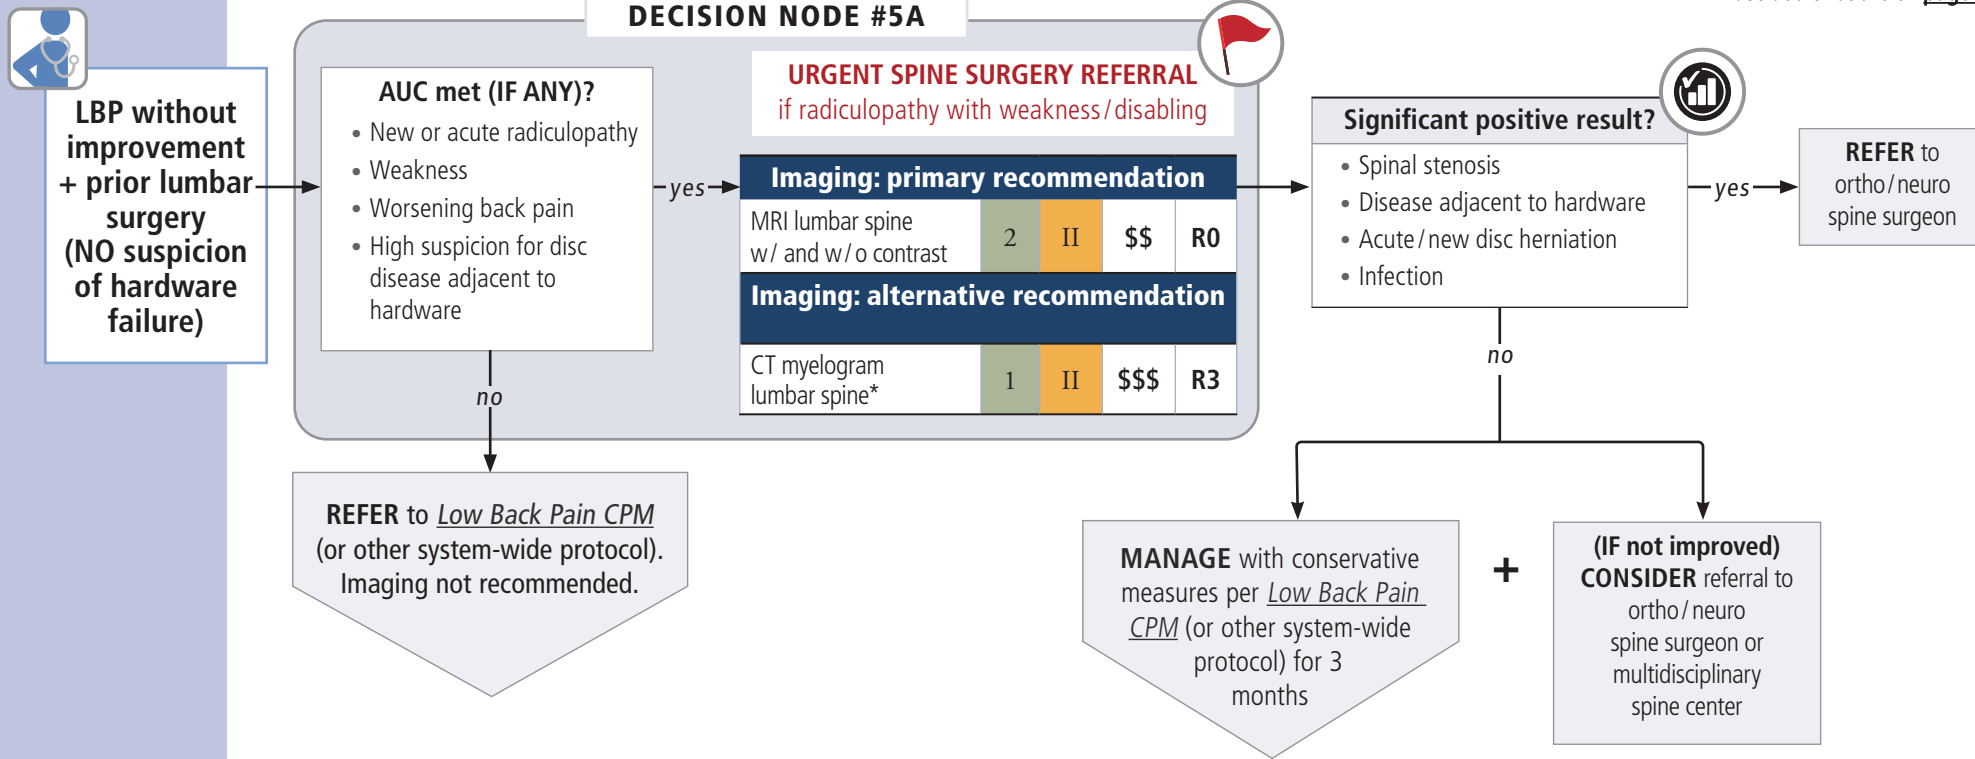 DECISION NODE #5A
LBP without
improvement
+ prior lumbar
surgery
(NO suspicion
of hardware
failure)
AUC met (IF ANY)?
• New or acute radiculopathy
• Weakness
• Worsening back pain
• High suspicion for disc
disease adjacent to
hardware
yes
no
REFER to Low Back Pain CPM
(or other system-wide protocol).
Imaging not recommended.
URGENT SPINE SURGERY REFERRAL
if radiculopathy with weakness/disabling
Imaging: primary recommendation
MRI lumbar spine
w/ and w/o contrast
2 II $$ R0
Imaging: alternative recommendation
CT myelogram
lumbar spine*
1 II $$$ R3
Significant positive result?
• Spinal stenosis
• Disease adjacent to hardware
• Acute/new disc herniation
• Infection
yes
REFER to
ortho/neuro
spine surgeon
no
MANAGE with conservative
measures per Low Back Pain
CPM (or other system-wide
protocol) for 3
months
+
(IF not improved)
CONSIDER referral to
ortho/neuro
spine surgeon or
multidisciplinary
spine center